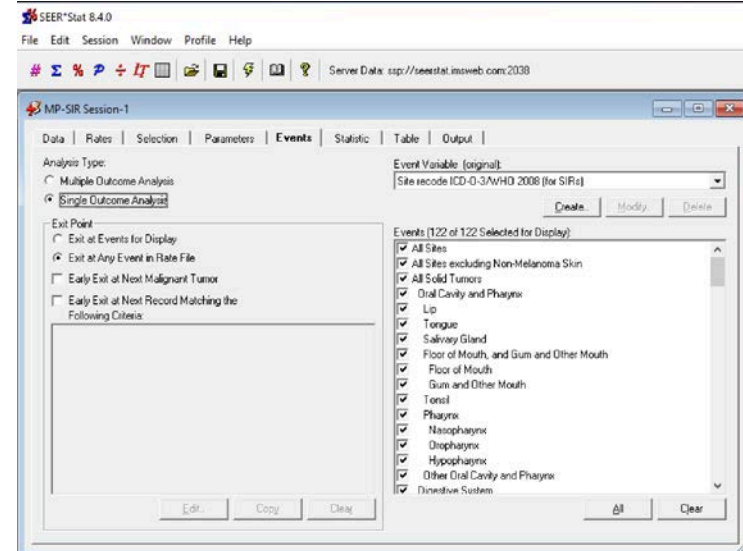 SEER*Stat 8.4.0
File Edit Session Window Profile Help
# Σ % P ÷ LT Server Data: ssp://seerstat.imsweb.com:2038
MP-SIR Session-1
Data Rates Selection Parameters Events Statistic Table Output
Analysis Type:
Multiple Outcome Analysis
Single Outcome Analysis
Exit Point
Exit at Events for Display
Exit at Any Event in Rate File
Early Exit at Next Malignant Tumor
Early Exit at Next Record Matching the
Following Criteria:
Edit... Copy Clear
Event Variable (original):
Site recode ICD-O-3/WHO 2008 (for SIRs)
Create... Modify... Delete
Events (122 of 122 Selected for Display):
All Sites
All Sites excluding Non-Melanoma Skin
All Solid Tumors
Oral Cavity and Pharynx
Lip
Tongue
Salivary Gland
Floor of Mouth, and Gum and Other Mouth
Floor of Mouth
Gum and Other Mouth
Tonsil
Pharynx
Nasopharynx
Oropharynx
Hypopharynx
Other Oral Cavity and Pharynx
Digestive System
All Clear